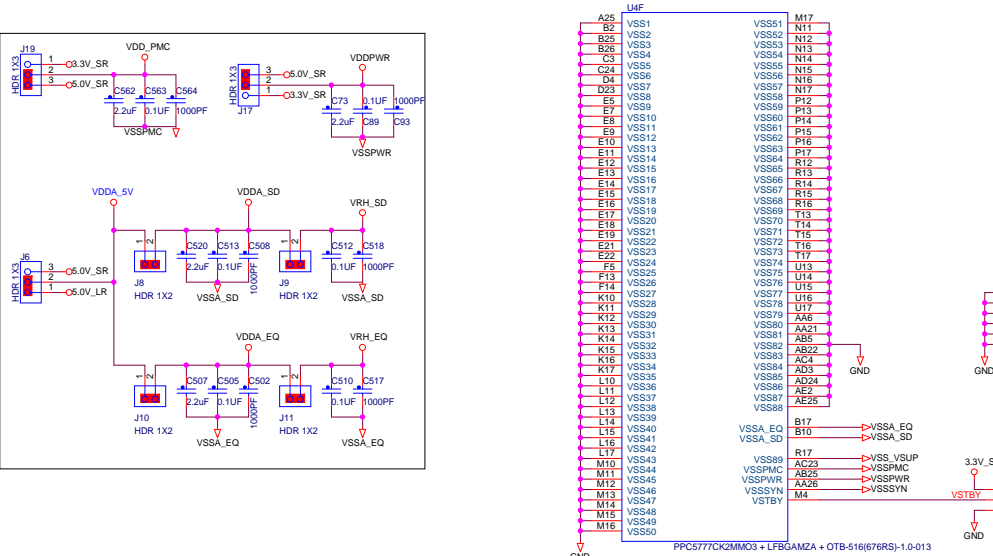 J19
HDR 1X3
1
2
3
3.3V_SR
5.0V_SR
VDD_PMC
C562
C563
C564
2.2uF
0.1UF
1000PF
VSSPMC
HDR 1X3
J17
3
2
1
5.0V_SR
3.3V_SR
VDDPWR
C73
0.1UF
1000PF
2.2uF
C89
C93
VSSPWR
VDDA_5V
VDDA_SD
VRH_SD
1
2
J8
HDR 1X2
C520
C513
C508
2.2uF
0.1UF
1000PF
VSSA_SD
1
2
J9
HDR 1X2
C512
C518
0.1UF
1000PF
VSSA_SD
J6
HDR 1X3
3
2
1
5.0V_SR
5.0V_LR
VDDA_EQ
VRH_EQ
1
2
J10
HDR 1X2
C507
C505
C502
2.2uF
0.1UF
1000PF
VSSA_EQ
1
2
J11
HDR 1X2
C510
C517
0.1UF
1000PF
VSSA_EQ
U4F
A25 VSS1
B2 VSS2
B25 VSS3
B26 VSS4
C3 VSS5
C24 VSS6
D4 VSS7
D23 VSS8
E5 VSS9
E7 VSS10
E8 VSS11
E9 VSS12
E10 VSS13
E11 VSS14
E12 VSS15
E13 VSS16
E14 VSS17
E15 VSS18
E16 VSS19
E17 VSS20
E18 VSS21
E19 VSS22
E21 VSS23
E22 VSS24
F5 VSS25
F13 VSS26
F14 VSS27
K10 VSS28
K11 VSS29
K12 VSS30
K13 VSS31
K14 VSS32
K15 VSS33
K16 VSS34
K17 VSS35
L10 VSS36
L11 VSS37
L12 VSS38
L13 VSS39
L14 VSS40
L15 VSS41
L16 VSS42
L17 VSS43
M10 VSS44
M11 VSS45
M12 VSS46
M13 VSS47
M14 VSS48
M15 VSS49
M16 VSS50
GND
VSS51 M17
VSS52 N11
VSS53 N12
VSS54 N13
VSS55 N14
VSS56 N15
VSS57 N16
VSS58 N17
VSS59 P12
VSS60 P13
VSS61 P14
VSS62 P15
VSS63 P16
VSS64 P17
VSS65 R12
VSS66 R13
VSS67 R14
VSS68 R15
VSS69 R16
VSS70 T13
VSS71 T14
VSS72 T15
VSS73 T16
VSS74 T17
VSS75 U13
VSS76 U14
VSS77 U15
VSS78 U16
VSS79 U17
VSS80 AA6
VSS81 AA21
VSS82 AB5
VSS83 AB22
VSS84 AC4
VSS85 AD3
VSS86 AD24
VSS87 AE2
VSS88 AE25
GND
VSSA_EQ B17 VSSA_EQ
VSSA_SD B10 VSSA_SD
VSS89 R17 VSS_VSUP
VSSPMC AC23 VSSPMC
VSSPWR AB25 VSSPWR
VSSSYN AA26 VSSSYN
VSTBY M4 VSTBY
PPC5777CK2MMO3 + LFBGAMZA + OTB-516(676RS)-1.0-013
GND
3.3V_S
GND